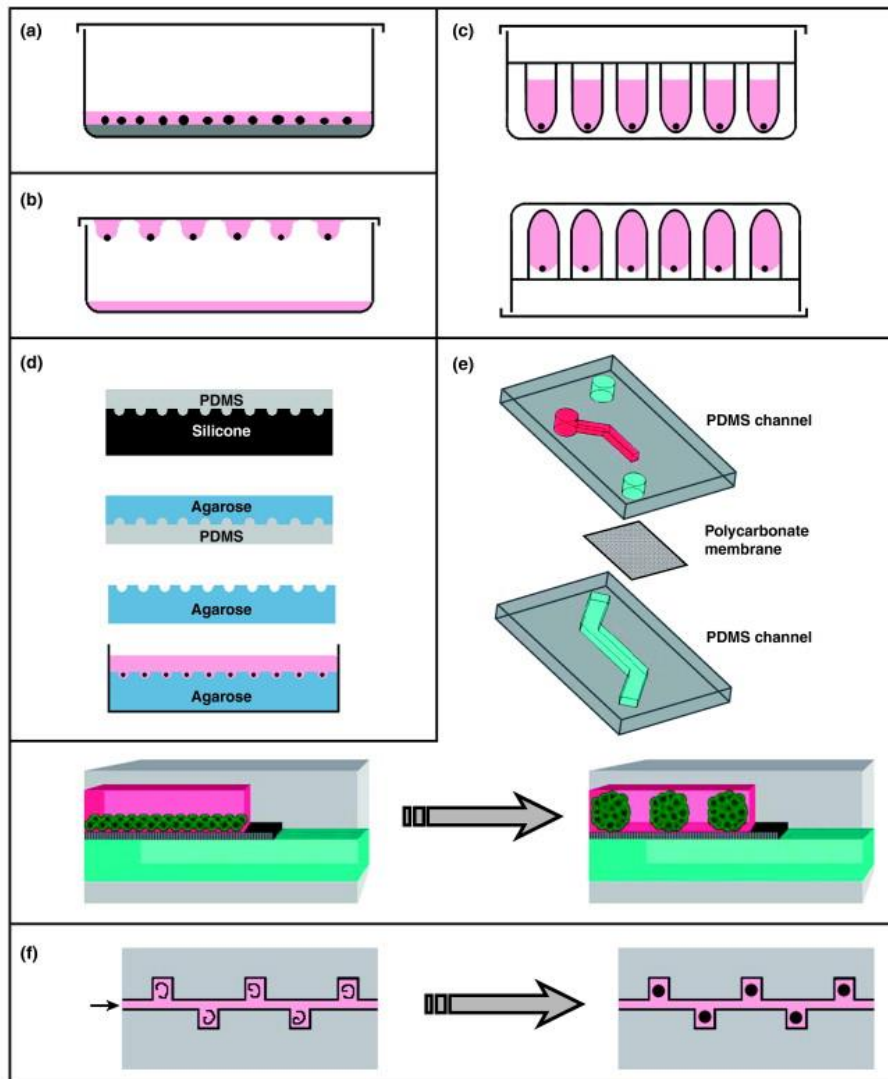 (a)
(c)
(b)
(d)
PDMS
Silicone
Agarose
PDMS
Agarose
Agarose
(e)
PDMS channel
Polycarbonate
membrane
PDMS channel
(f)